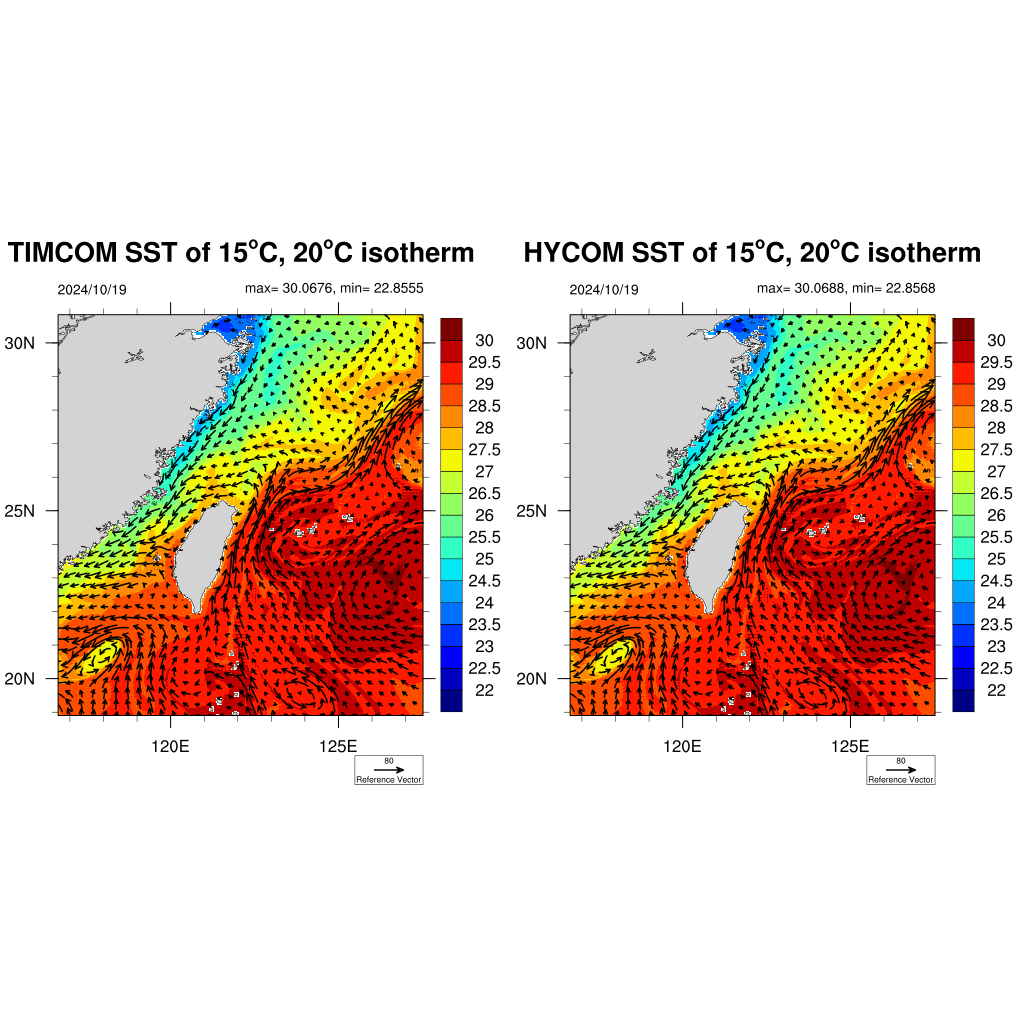 TIMCOM SST of 15°C, 20°C isotherm
2024/10/19 max= 30.0676, min= 22.8555
30N
25N
20N
120E 125E
30
29.5
29
28.5
28
27.5
27
26.5
26
25.5
25
24.5
24
23.5
23
22.5
22
80
Reference Vector
HYCOM SST of 15°C, 20°C isotherm
2024/10/19 max= 30.0688, min= 22.8568
30N
25N
20N
120E 125E
30
29.5
29
28.5
28
27.5
27
26.5
26
25.5
25
24.5
24
23.5
23
22.5
22
80
Reference Vector